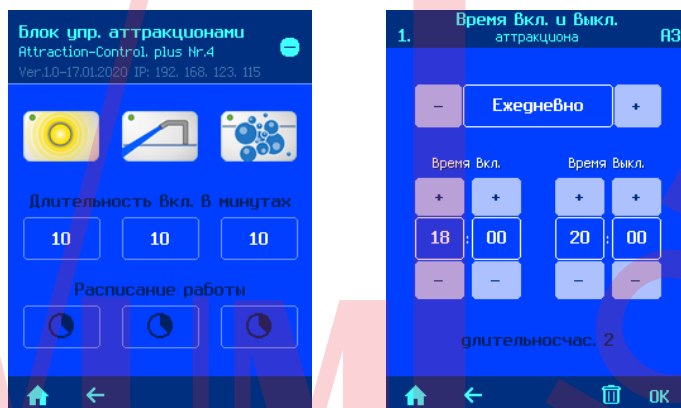 Блок упр. аттракционами
Attraction-Control. plus Nr.4
Ver.1.0-17.01.2020 IP: 192. 168. 123. 115
Длительность Вкл. В минутах
10 10 10
Расписание работы
Время Вкл. и Выкл.
1. аттракциона A3
- Ежедневно +
Время Вкл. Время Выкл.
+ + + +
18 : 00 20 : 00
- - - -
длительносчас. 2
OK